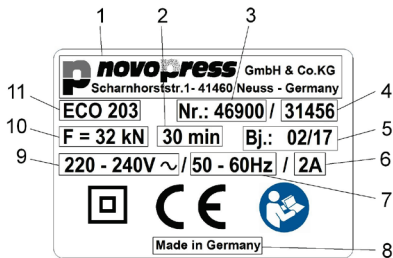 1 2 3
novopress GmbH & Co.KG
Scharnhorststr.1- 41460 Neuss - Germany
11 ECO 203 Nr.: 46900 / 31456 4
10 F = 32 kN 30 min Bj.: 02/17 5
9 220 - 240V ~ / 50 - 60Hz / 2A 6
CE 7
Made in Germany 8